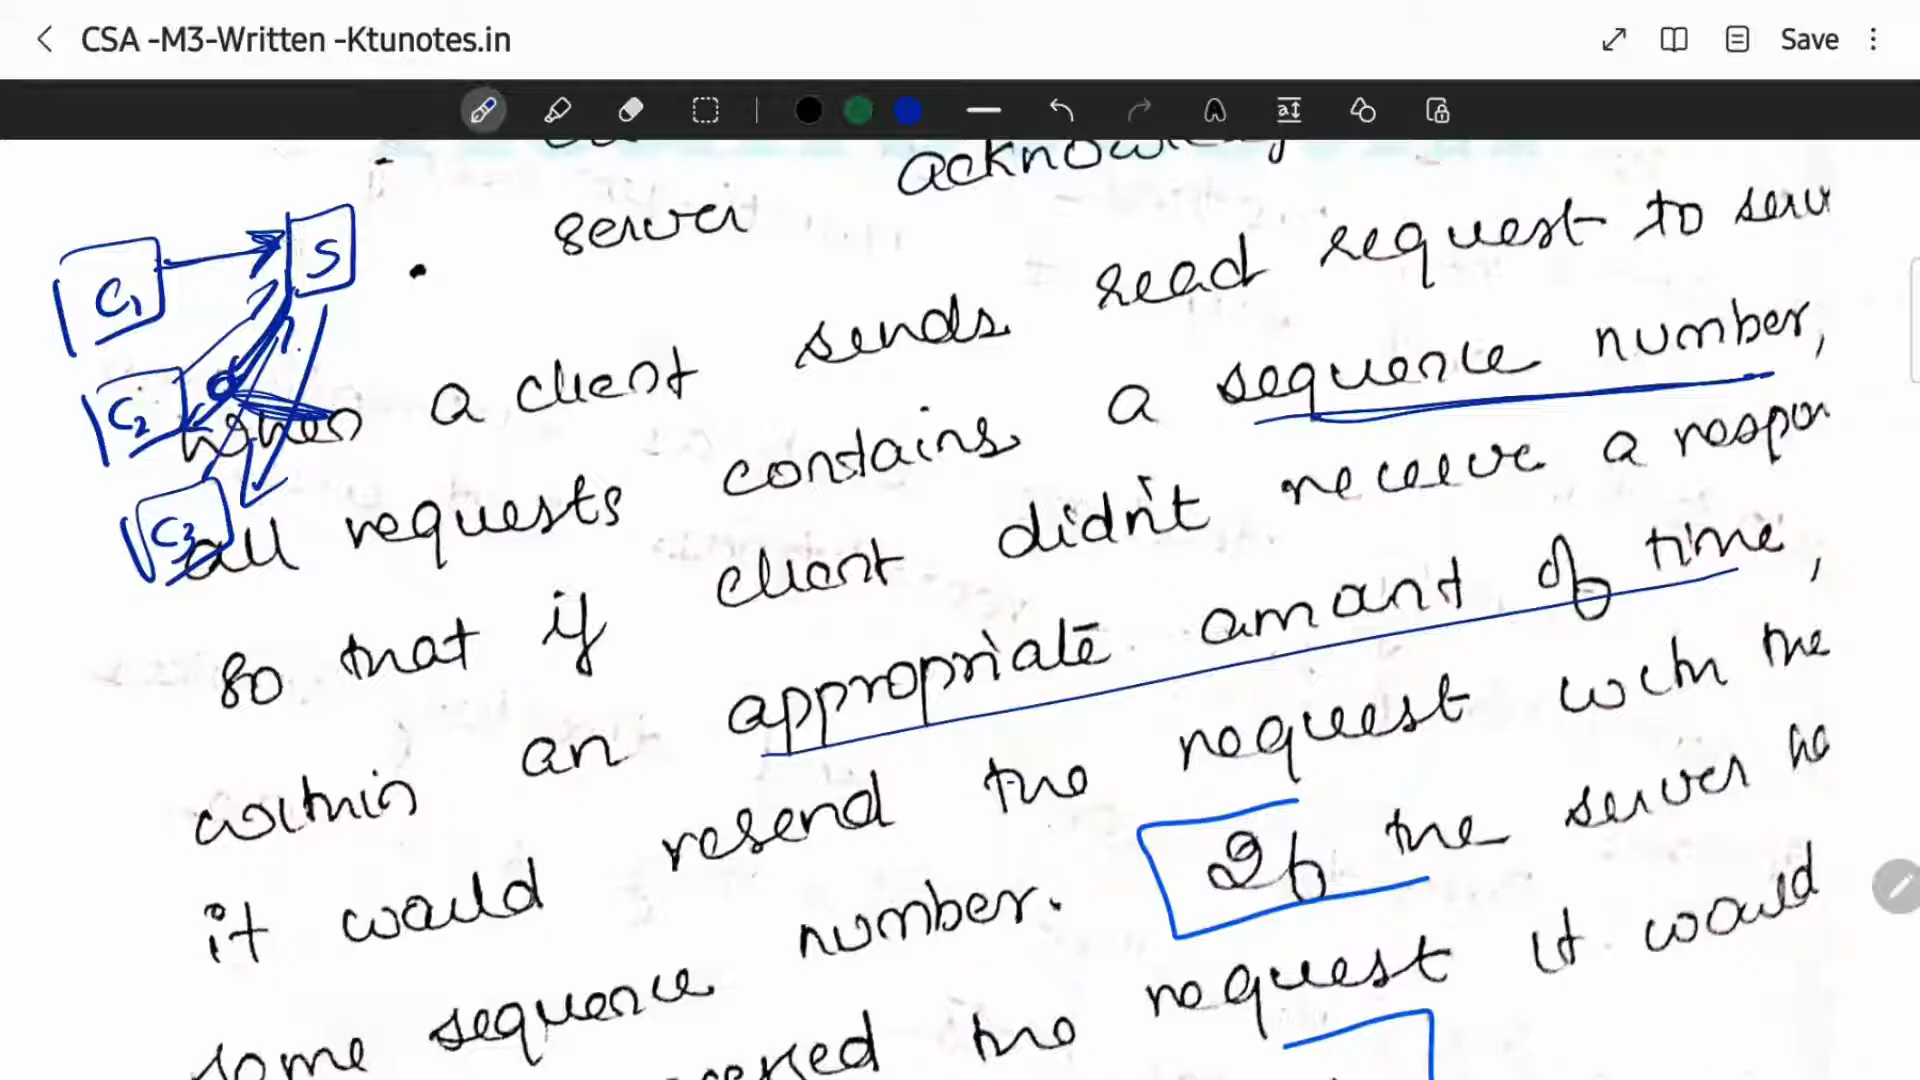 CSA -M3-Written -Ktunotes.in
Save
server
C1
S
when a client sends read request to serv
C2
all requests contains a sequence number,
C3
so that if client didn't receive a respon
within an appropriate amount of time,
it would resend the request with the
same sequence number. If the server ha
the request it would